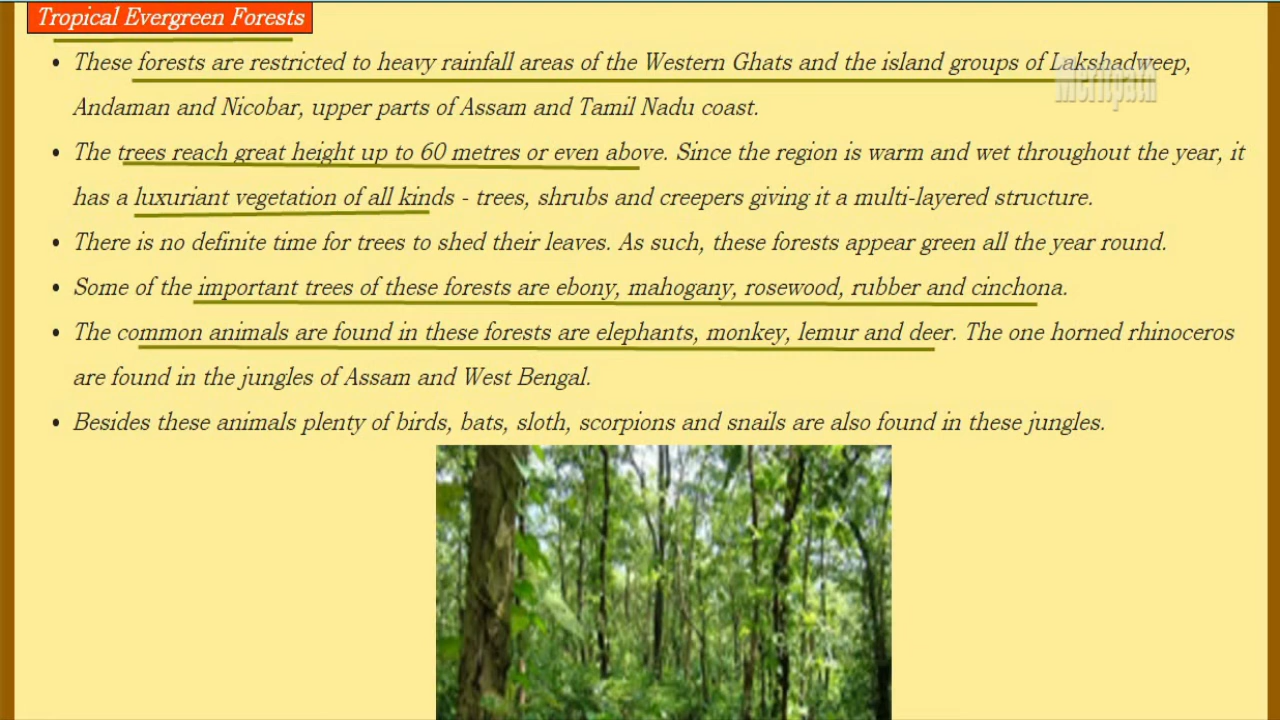 Tropical Evergreen Forests
• These forests are restricted to heavy rainfall areas of the Western Ghats and the island groups of Lakshadweep,
Andaman and Nicobar, upper parts of Assam and Tamil Nadu coast.
• The trees reach great height up to 60 metres or even above. Since the region is warm and wet throughout the year, it
has a luxuriant vegetation of all kinds - trees, shrubs and creepers giving it a multi-layered structure.
• There is no definite time for trees to shed their leaves. As such, these forests appear green all the year round.
• Some of the important trees of these forests are ebony, mahogany, rosewood, rubber and cinchona.
• The common animals are found in these forests are elephants, monkey, lemur and deer. The one horned rhinoceros
are found in the jungles of Assam and West Bengal.
• Besides these animals plenty of birds, bats, sloth, scorpions and snails are also found in these jungles.
Meritpath